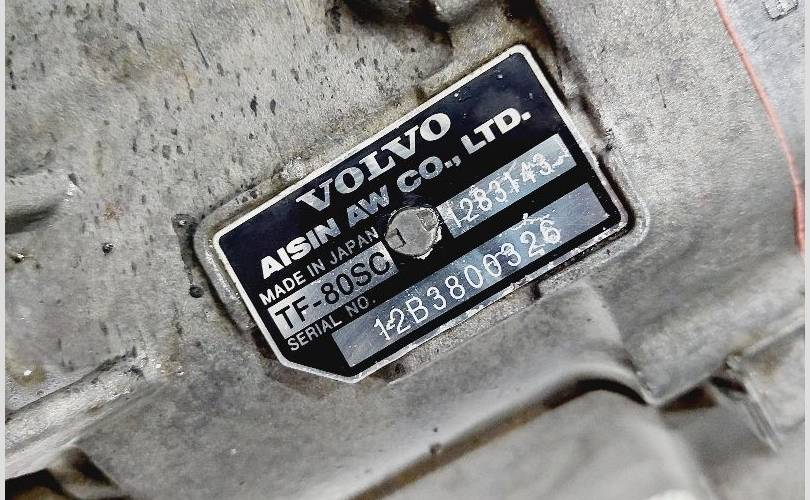 VOLVO
AISIN AW CO., LTD.
MADE IN JAPAN
TF-80SC 1283143
SERIAL NO.
12B3800326